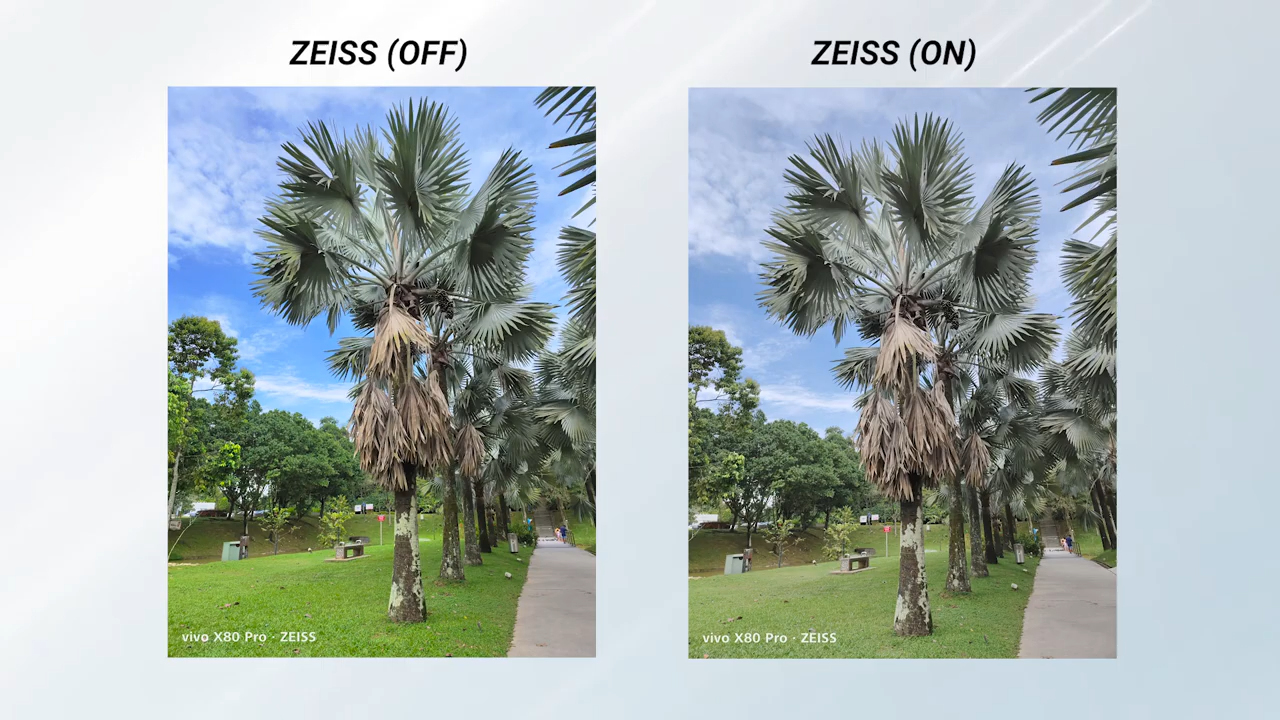 ZEISS (OFF)
ZEISS (ON)
vivo X80 Pro · ZEISS
vivo X80 Pro · ZEISS